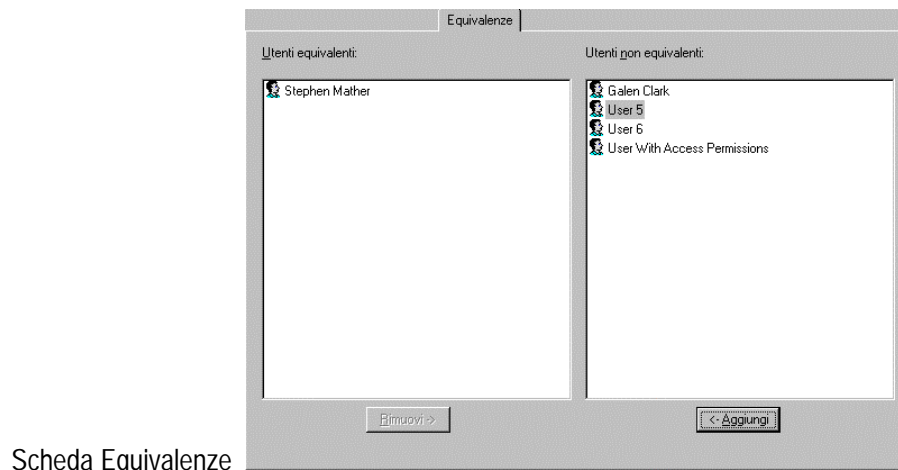 Equivalenze
Utenti equivalenti:
Utenti non equivalenti:
Stephen Mather
Galen Clark
User 5
User 6
User With Access Permissions
Rimuovi ->
<- Aggiungi
Scheda Equivalenze